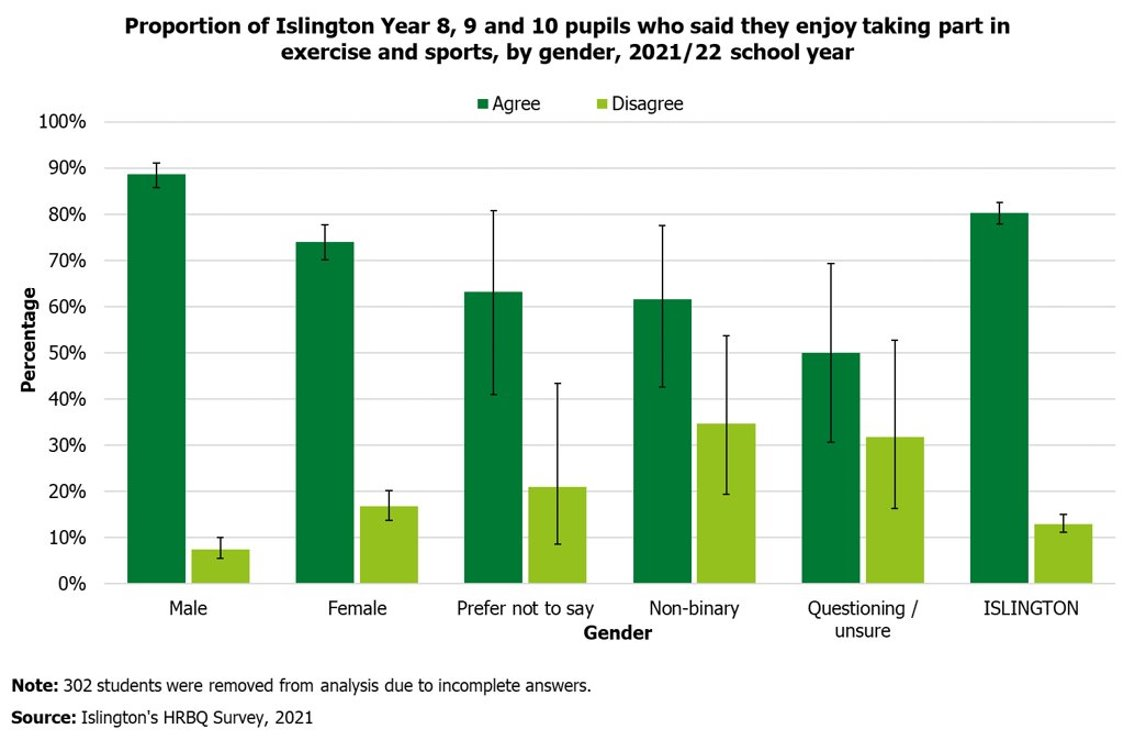 Proportion of Islington Year 8, 9 and 10 pupils who said they enjoy taking part in
exercise and sports, by gender, 2021/22 school year
Agree Disagree
100%
90%
80%
70%
60%
50%
40%
30%
20%
10%
0%
Percentage
Male Female Prefer not to say Non-binary Questioning / ISLINGTON
unsure
Gender
Note: 302 students were removed from analysis due to incomplete answers.
Source: Islington's HRBQ Survey, 2021